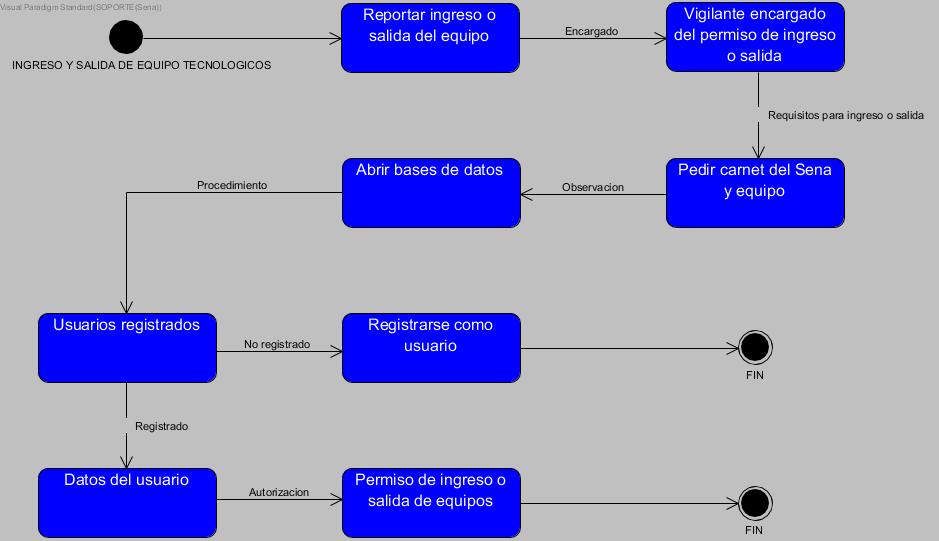 Visual Paradigm Standard(SOPORTE(Sena))
INGRESO Y SALIDA DE EQUIPO TECNOLOGICOS
Reportar ingreso o
salida del equipo
Encargado
Vigilante encargado
del permiso de ingreso
o salida
Requisitos para ingreso o salida
Pedir carnet del Sena
y equipo
Observacion
Abrir bases de datos
Procedimiento
Usuarios registrados
No registrado
Registrarse como
usuario
FIN
Registrado
Datos del usuario
Autorizacion
Permiso de ingreso o
salida de equipos
FIN